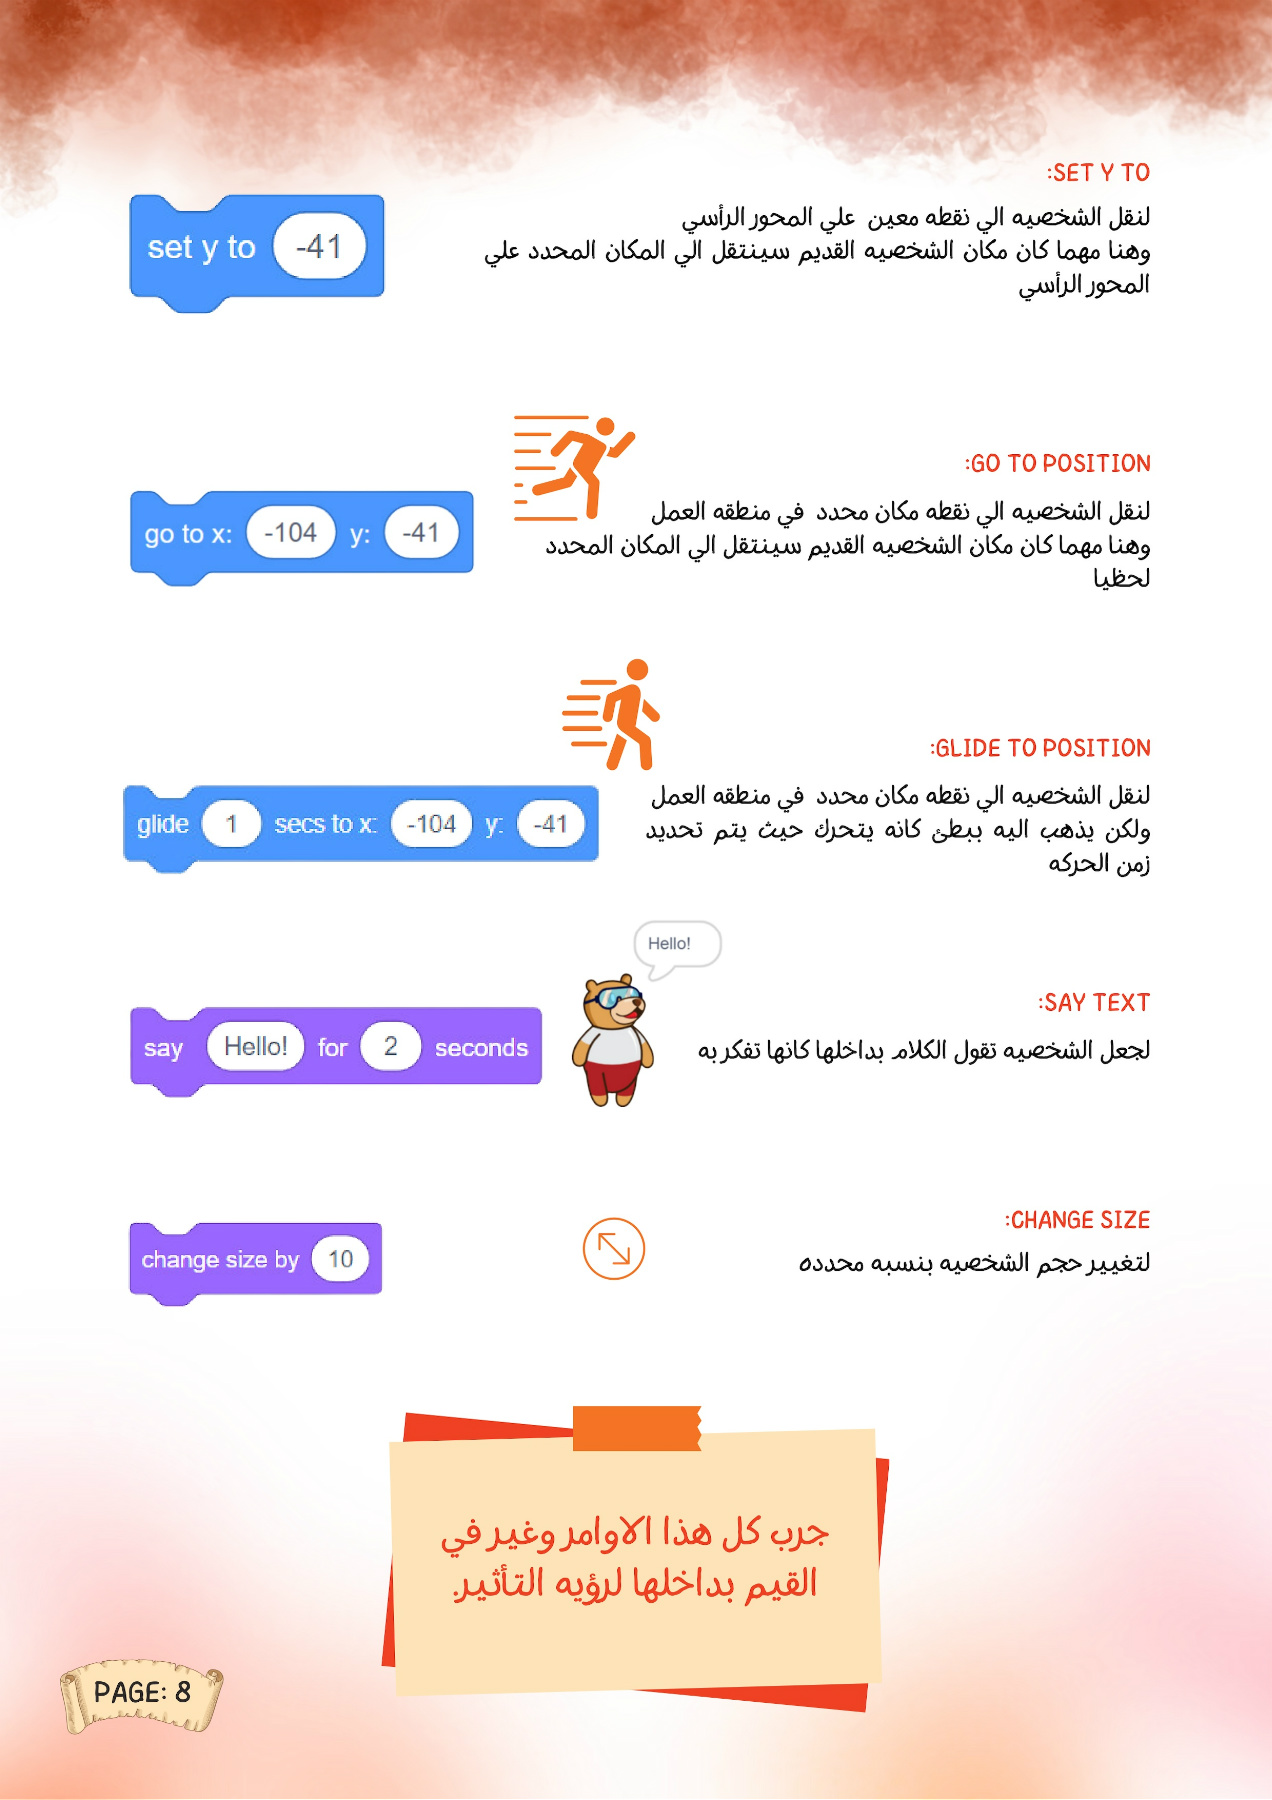 SET Y TO:
لنقل الشخصيه الي نقطه معين علي المحور الرأسي
وهنا مهما كان مكان الشخصيه القديم سينتقل الي المكان المحدد علي
المحور الرأسي
set y to -41
GO TO POSITION:
لنقل الشخصيه الي نقطه مكان محدد في منطقه العمل
وهنا مهما كان مكان الشخصيه القديم سينتقل الي المكان المحدد
لحظيا
go to x: -104 y: -41
GLIDE TO POSITION:
لنقل الشخصيه الي نقطه مكان محدد في منطقه العمل
ولكن يذهب اليه ببطئ كانه يتحرك حيث يتم تحديد
زمن الحركه
glide 1 secs to x: -104 y: -41
Hello!
SAY TEXT:
لجعل الشخصيه تقول الكلام بداخلها كانها تفكر به
say Hello! for 2 seconds
CHANGE SIZE:
لتغيير حجم الشخصيه بنسبه محدده
change size by 10
جرب كل هذا الاوامر وغير في
القيم بداخلها لرؤيه التأثير.
PAGE: 8